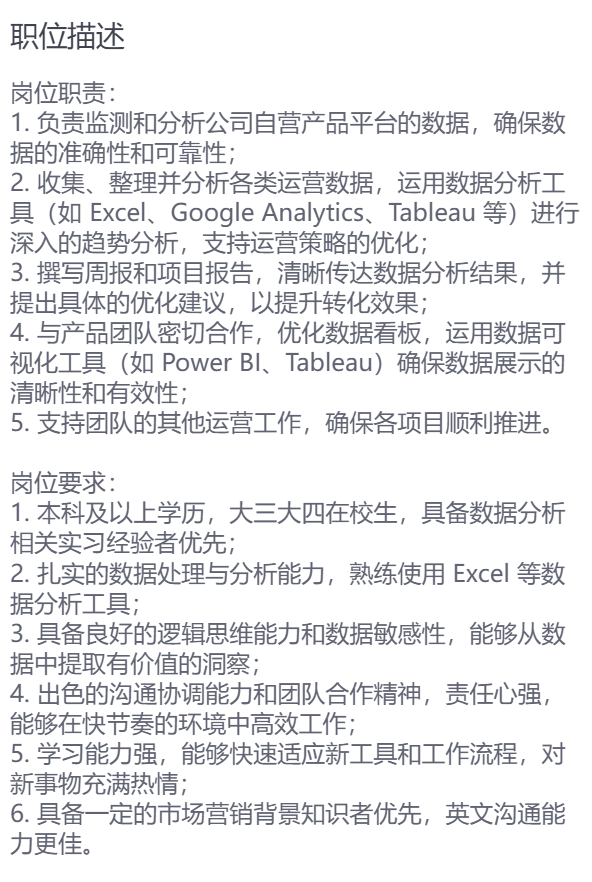 职位描述
岗位职责：
1. 负责监测和分析公司自营产品平台的数据，确保数
据的准确性和可靠性；
2. 收集、整理并分析各类运营数据，运用数据分析工
具（如 Excel、Google Analytics、Tableau 等）进行
深入的趋势分析，支持运营策略的优化；
3. 撰写周报和项目报告，清晰传达数据分析结果，并
提出具体的优化建议，以提升转化效果；
4. 与产品团队密切合作，优化数据看板，运用数据可
视化工具（如 Power BI、Tableau）确保数据展示的
清晰性和有效性；
5. 支持团队的其他运营工作，确保各项目顺利推进。
岗位要求：
1. 本科及以上学历，大三大四在校生，具备数据分析
相关实习经验者优先；
2. 扎实的数据处理与分析能力，熟练使用 Excel 等数
据分析工具；
3. 具备良好的逻辑思维能力和数据敏感性，能够从数
据中提取有价值的洞察；
4. 出色的沟通协调能力和团队合作精神，责任心强，
能够在快节奏的环境中高效工作；
5. 学习能力强，能够快速适应新工具和工作流程，对
新事物充满热情；
6. 具备一定的市场营销背景知识者优先，英文沟通能
力更佳。